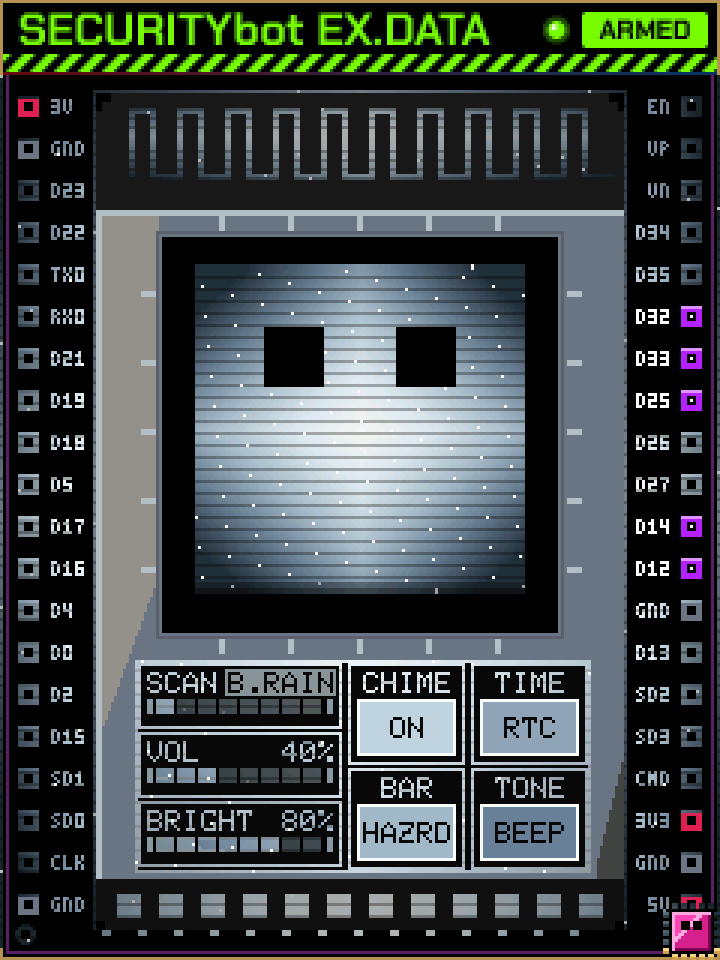 SECURITYbot EX.DATA ARMED
3V EN
GND VP
D23 VN
D22 D34
TX0 D35
RX0 D32
D21 D33
D19 D25
D18 D26
D5 D27
D17 D14
D16 D12
D4 GND
D0 D13
D2 SD2
D15 SD3
SD1 CMD
SD0 3V3
CLK GND
GND 5V
SCAN B.RAIN
VOL 40%
BRIGHT 80%
CHIME
ON
TIME
RTC
BAR
HAZRD
TONE
BEEP